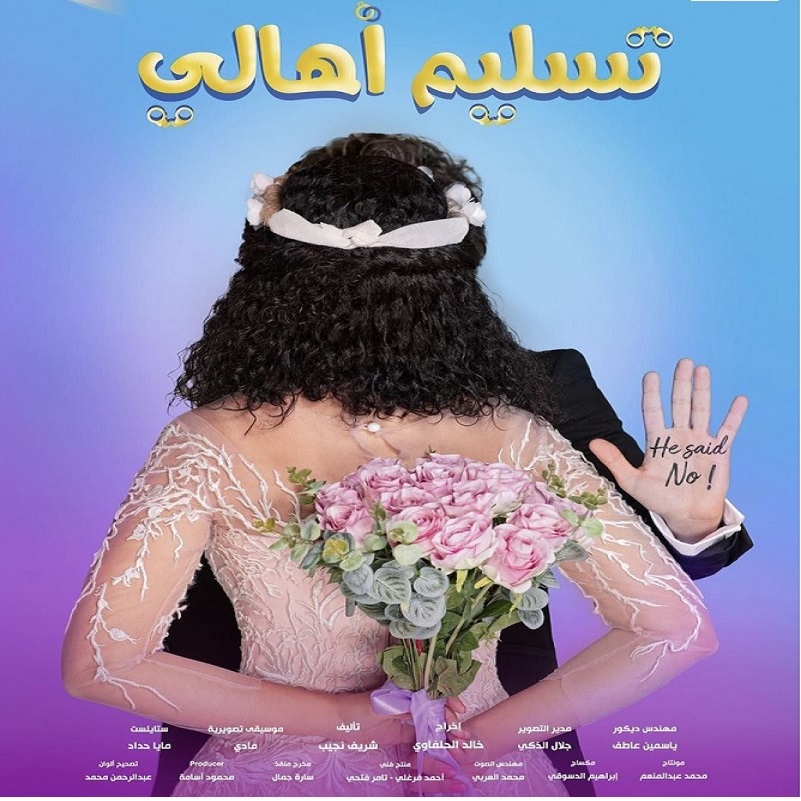 تسليم أهالي
He said
No !
مهندس ديكور مدير التصوير إخراج تأليف موسيقى تصويرية ستايلست
ياسمين عاطف جلال الذكي خالد الحلفاوي شريف نجيب مادي مايا حداد
مونتاج مكساج مهندس الصوت منتج فني مخرج منفذ Producer تصحيح ألوان
محمد عبدالمنعم إبراهيم الدسوقي محمد العربي أحمد فرغلي - تامر فتحي سارة جمال محمود أسامة عبدالرحمن محمد